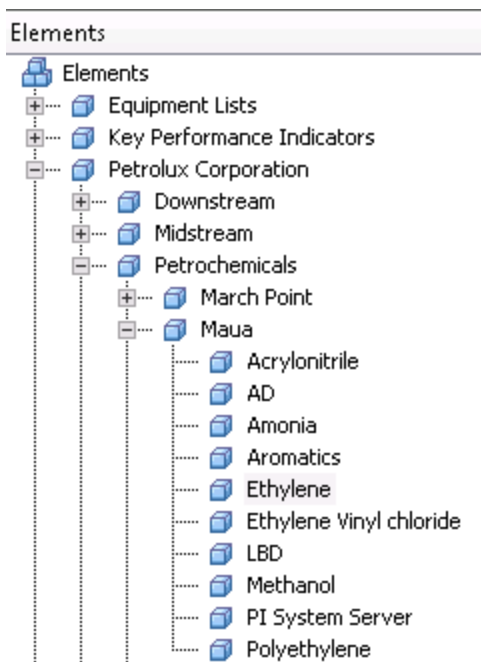 Elements
Elements
Equipment Lists
Key Performance Indicators
Petrolux Corporation
Downstream
Midstream
Petrochemicals
March Point
Maua
Acrylonitrile
AD
Amonia
Aromatics
Ethylene
Ethylene Vinyl chloride
LBD
Methanol
PI System Server
Polyethylene